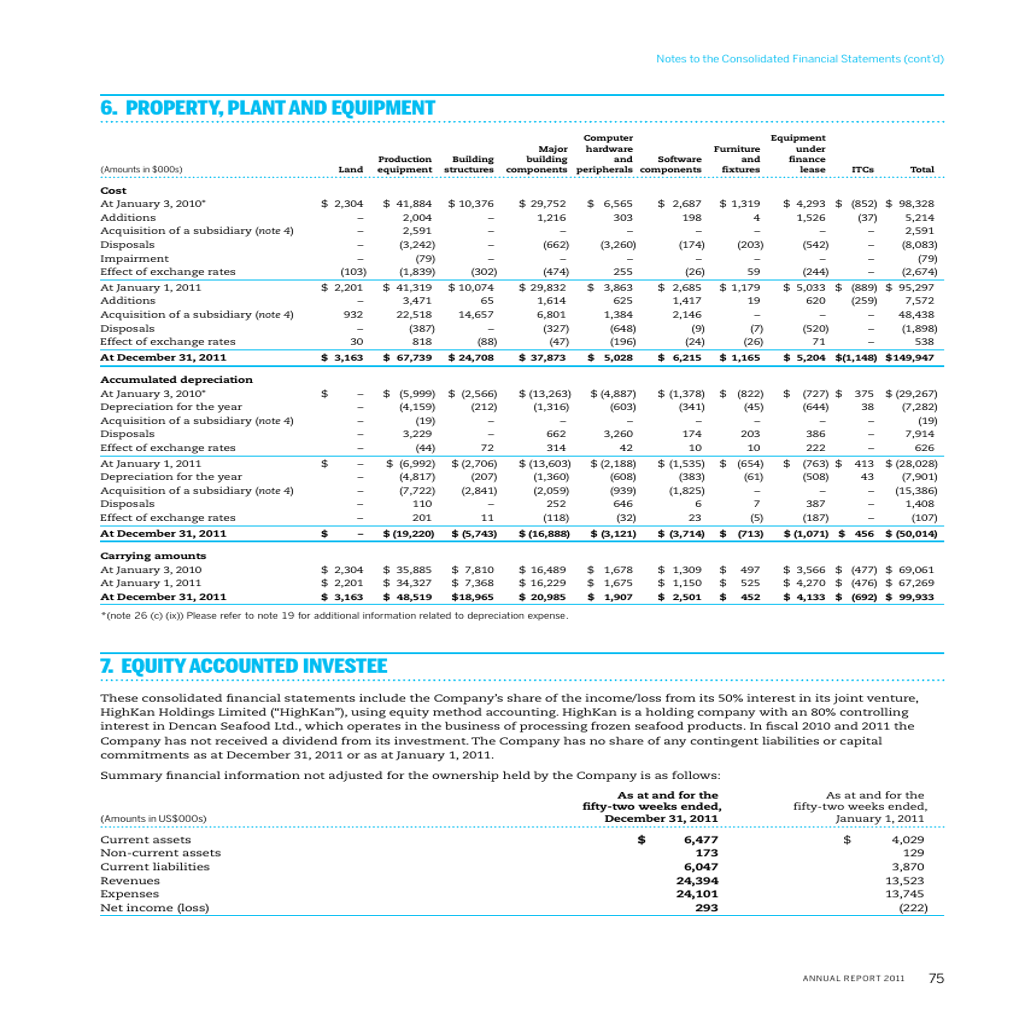 Notes to the Consolidated Financial Statements (cont'd)
6. PROPERTY, PLANT AND EQUIPMENT
Computer Equipment
Major hardware Furniture under
Production Building building and Software and finance
(Amounts in $000s) Land equipment structures components peripherals components fixtures lease ITCs Total
Cost
At January 3, 2010* $ 2,304 $ 41,884 $ 10,376 $ 29,752 $ 6,565 $ 2,687 $ 1,319 $ 4,293 $ (852) $ 98,328
Additions – 2,004 – 1,216 303 198 4 1,526 (37) 5,214
Acquisition of a subsidiary (note 4) – 2,591 – – – – – – – 2,591
Disposals – (3,242) – (662) (3,260) (174) (203) (542) – (8,083)
Impairment – (79) – – – – – – – (79)
Effect of exchange rates (103) (1,839) (302) (474) 255 (26) 59 (244) – (2,674)
At January 1, 2011 $ 2,201 $ 41,319 $ 10,074 $ 29,832 $ 3,863 $ 2,685 $ 1,179 $ 5,033 $ (889) $ 95,297
Additions – 3,471 65 1,614 625 1,417 19 620 (259) 7,572
Acquisition of a subsidiary (note 4) 932 22,518 14,657 6,801 1,384 2,146 – – – 48,438
Disposals – (387) – (327) (648) (9) (7) (520) – (1,898)
Effect of exchange rates 30 818 (88) (47) (196) (24) (26) 71 – 538
At December 31, 2011 $ 3,163 $ 67,739 $ 24,708 $ 37,873 $ 5,028 $ 6,215 $ 1,165 $ 5,204 $(1,148) $149,947
Accumulated depreciation
At January 3, 2010* $ – $ (5,999) $ (2,566) $ (13,263) $ (4,887) $ (1,378) $ (822) $ (727) $ 375 $ (29,267)
Depreciation for the year – (4,159) (212) (1,316) (603) (341) (45) (644) 38 (7,282)
Acquisition of a subsidiary (note 4) – (19) – – – – – – – (19)
Disposals – 3,229 – 662 3,260 174 203 386 – 7,914
Effect of exchange rates – (44) 72 314 42 10 10 222 – 626
At January 1, 2011 $ – $ (6,992) $ (2,706) $ (13,603) $ (2,188) $ (1,535) $ (654) $ (763) $ 413 $ (28,028)
Depreciation for the year – (4,817) (207) (1,360) (608) (383) (61) (508) 43 (7,901)
Acquisition of a subsidiary (note 4) – (7,722) (2,841) (2,059) (939) (1,825) – – – (15,386)
Disposals – 110 – 252 646 6 7 387 – 1,408
Effect of exchange rates – 201 11 (118) (32) 23 (5) (187) – (107)
At December 31, 2011 $ – $ (19,220) $ (5,743) $ (16,888) $ (3,121) $ (3,714) $ (713) $ (1,071) $ 456 $ (50,014)
Carrying amounts
At January 3, 2010 $ 2,304 $ 35,885 $ 7,810 $ 16,489 $ 1,678 $ 1,309 $ 497 $ 3,566 $ (477) $ 69,061
At January 1, 2011 $ 2,201 $ 34,327 $ 7,368 $ 16,229 $ 1,675 $ 1,150 $ 525 $ 4,270 $ (476) $ 67,269
At December 31, 2011 $ 3,163 $ 48,519 $18,965 $ 20,985 $ 1,907 $ 2,501 $ 452 $ 4,133 $ (692) $ 99,933
*(note 26 (c) (ix)) Please refer to note 19 for additional information related to depreciation expense.
7. EQUITY ACCOUNTED INVESTEE
These consolidated financial statements include the Company's share of the income/loss from its 50% interest in its joint venture,
HighKan Holdings Limited ("HighKan"), using equity method accounting. HighKan is a holding company with an 80% controlling
interest in Dencan Seafood Ltd., which operates in the business of processing frozen seafood products. In fiscal 2010 and 2011 the
Company has not received a dividend from its investment. The Company has no share of any contingent liabilities or capital
commitments as at December 31, 2011 or as at January 1, 2011.
Summary financial information not adjusted for the ownership held by the Company is as follows:
As at and for the As at and for the
fifty-two weeks ended, fifty-two weeks ended,
(Amounts in US$000s) December 31, 2011 January 1, 2011
Current assets $ 6,477 $ 4,029
Non-current assets 173 129
Current liabilities 6,047 3,870
Revenues 24,394 13,523
Expenses 24,101 13,745
Net income (loss) 293 (222)
ANNUAL REPORT 2011 75